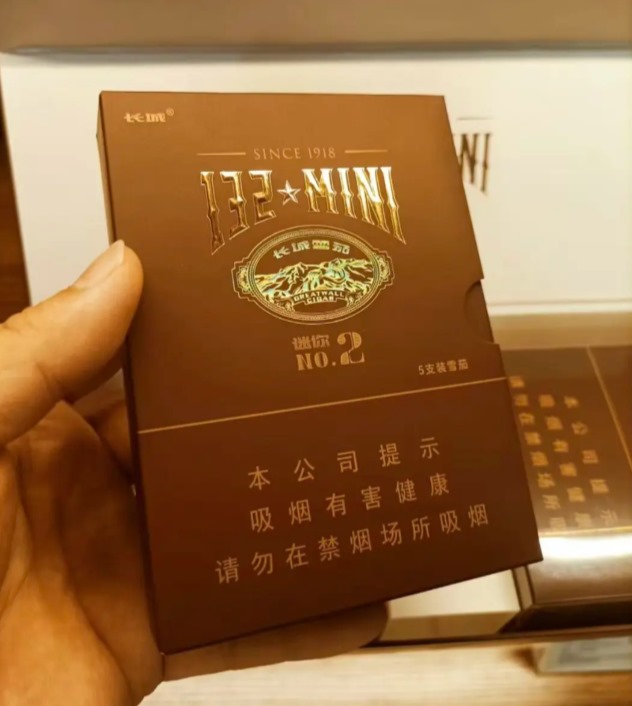 长城®
SINCE 1918
132★MINI
长城雪茄
GREATWALL
CIGAR
迷你
NO.2
5支装雪茄
本公司提示
吸烟有害健康
请勿在禁烟场所吸烟